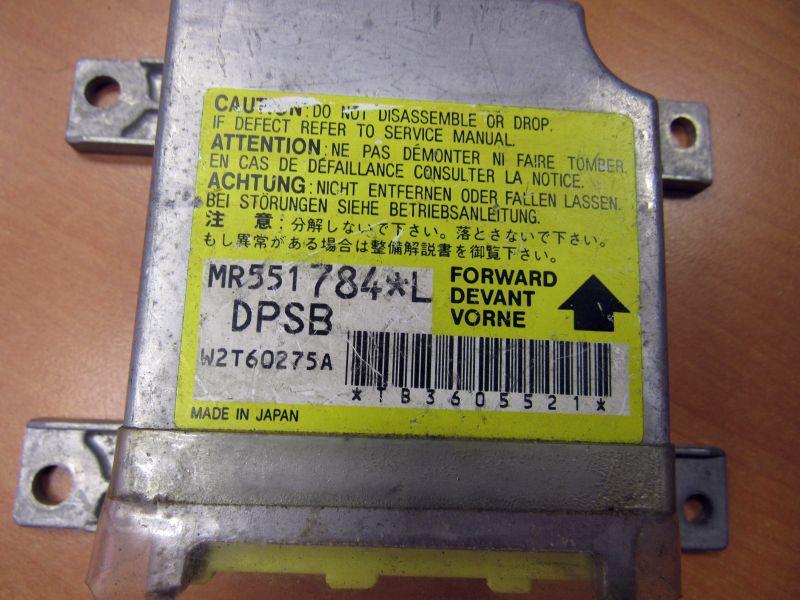 CAUTION:DO NOT DISASSEMBLE OR DROP.
IF DEFECT REFER TO SERVICE MANUAL.
ATTENTION:NE PAS DÉMONTER NI FAIRE TOMBER.
EN CAS DE DÉFAILLANCE CONSULTER LA NOTICE.
ACHTUNG:NICHT ENTFERNEN ODER FALLEN LASSEN.
BEI STÖRUNGEN SIEHE BETRIEBSANLEITUNG.
注 意:分解しないで下さい。落とさないで下さい。
もし異常がある場合は整備解説書を御覧下さい。
MR551784*L
DPSB
FORWARD
DEVANT
VORNE
W2T60275A
*TB3605521*
MADE IN JAPAN